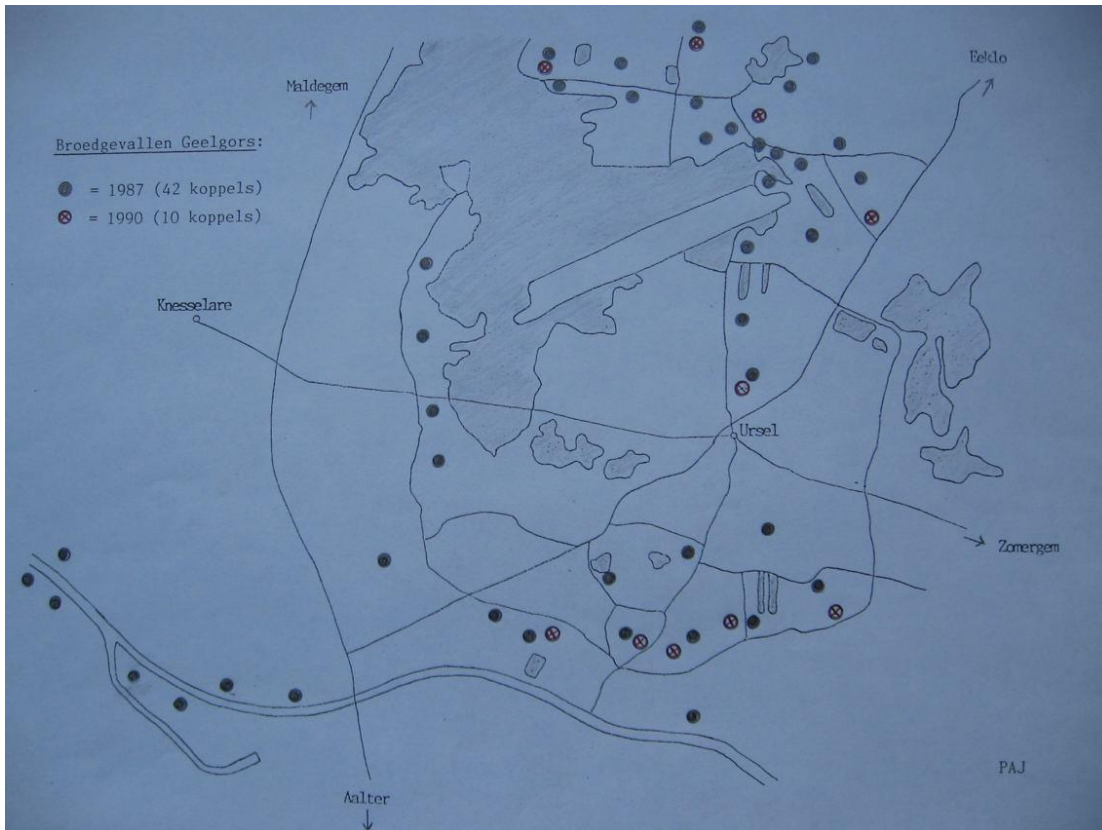 Eeklo
Maldegem
Broedgevallen Geelgors:
= 1987 (42 koppels)
= 1990 (10 koppels)
Knesselare
Ursel
Zomergem
PAJ
Aalter